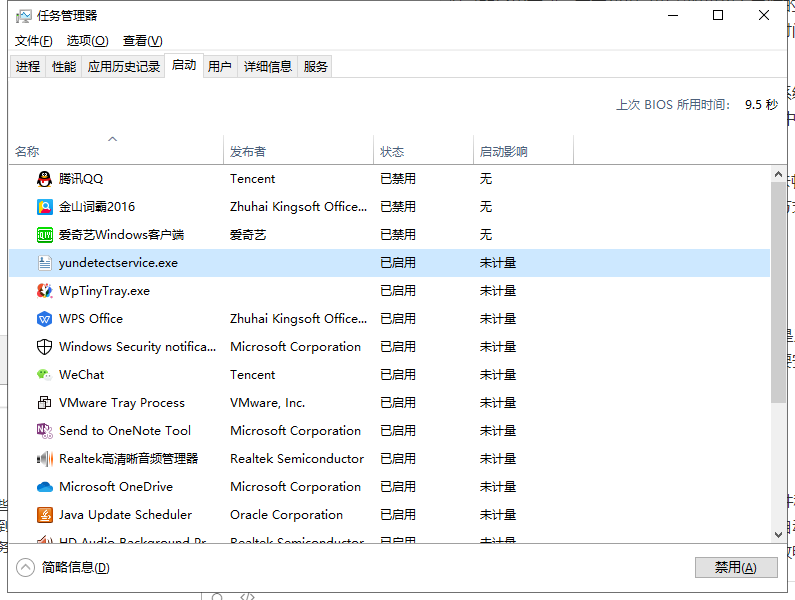 任务管理器
文件(F) 选项(O) 查看(V)
进程 性能 应用历史记录 启动 用户 详细信息 服务
上次 BIOS 所用时间: 9.5 秒
名称 发布者 状态 启动影响
腾讯QQ Tencent 已禁用 无
金山词霸2016 Zhuhai Kingsoft Office... 已禁用 无
爱奇艺Windows客户端 爱奇艺 已禁用 无
yundetectservice.exe 已启用 未计量
WpTinyTray.exe 已启用 未计量
WPS Office Zhuhai Kingsoft Office... 已启用 未计量
Windows Security notifica... Microsoft Corporation 已启用 未计量
WeChat Tencent 已启用 未计量
VMware Tray Process VMware, Inc. 已启用 未计量
Send to OneNote Tool Microsoft Corporation 已启用 未计量
Realtek高清晰音频管理器 Realtek Semiconductor 已启用 未计量
Microsoft OneDrive Microsoft Corporation 已启用 未计量
Java Update Scheduler Oracle Corporation 已启用 未计量
HD Audio Background Pr... Realtek Semiconductor 已启用 未计量
简略信息(D) 禁用(A)